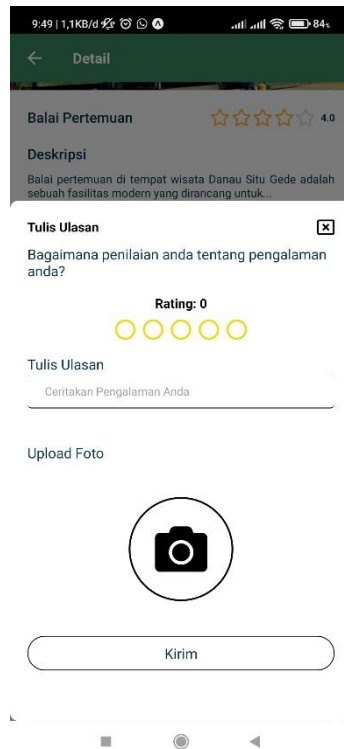 9:49 | 1,1KB/d
84%
Detail
Balai Pertemuan
4.0
Deskripsi
Balai pertemuan di tempat wisata Danau Situ Gede adalah
sebuah fasilitas modern yang dirancang untuk...
Tulis Ulasan
Bagaimana penilaian anda tentang pengalaman
anda?
Rating: 0
Tulis Ulasan
Ceritakan Pengalaman Anda
Upload Foto
Kirim